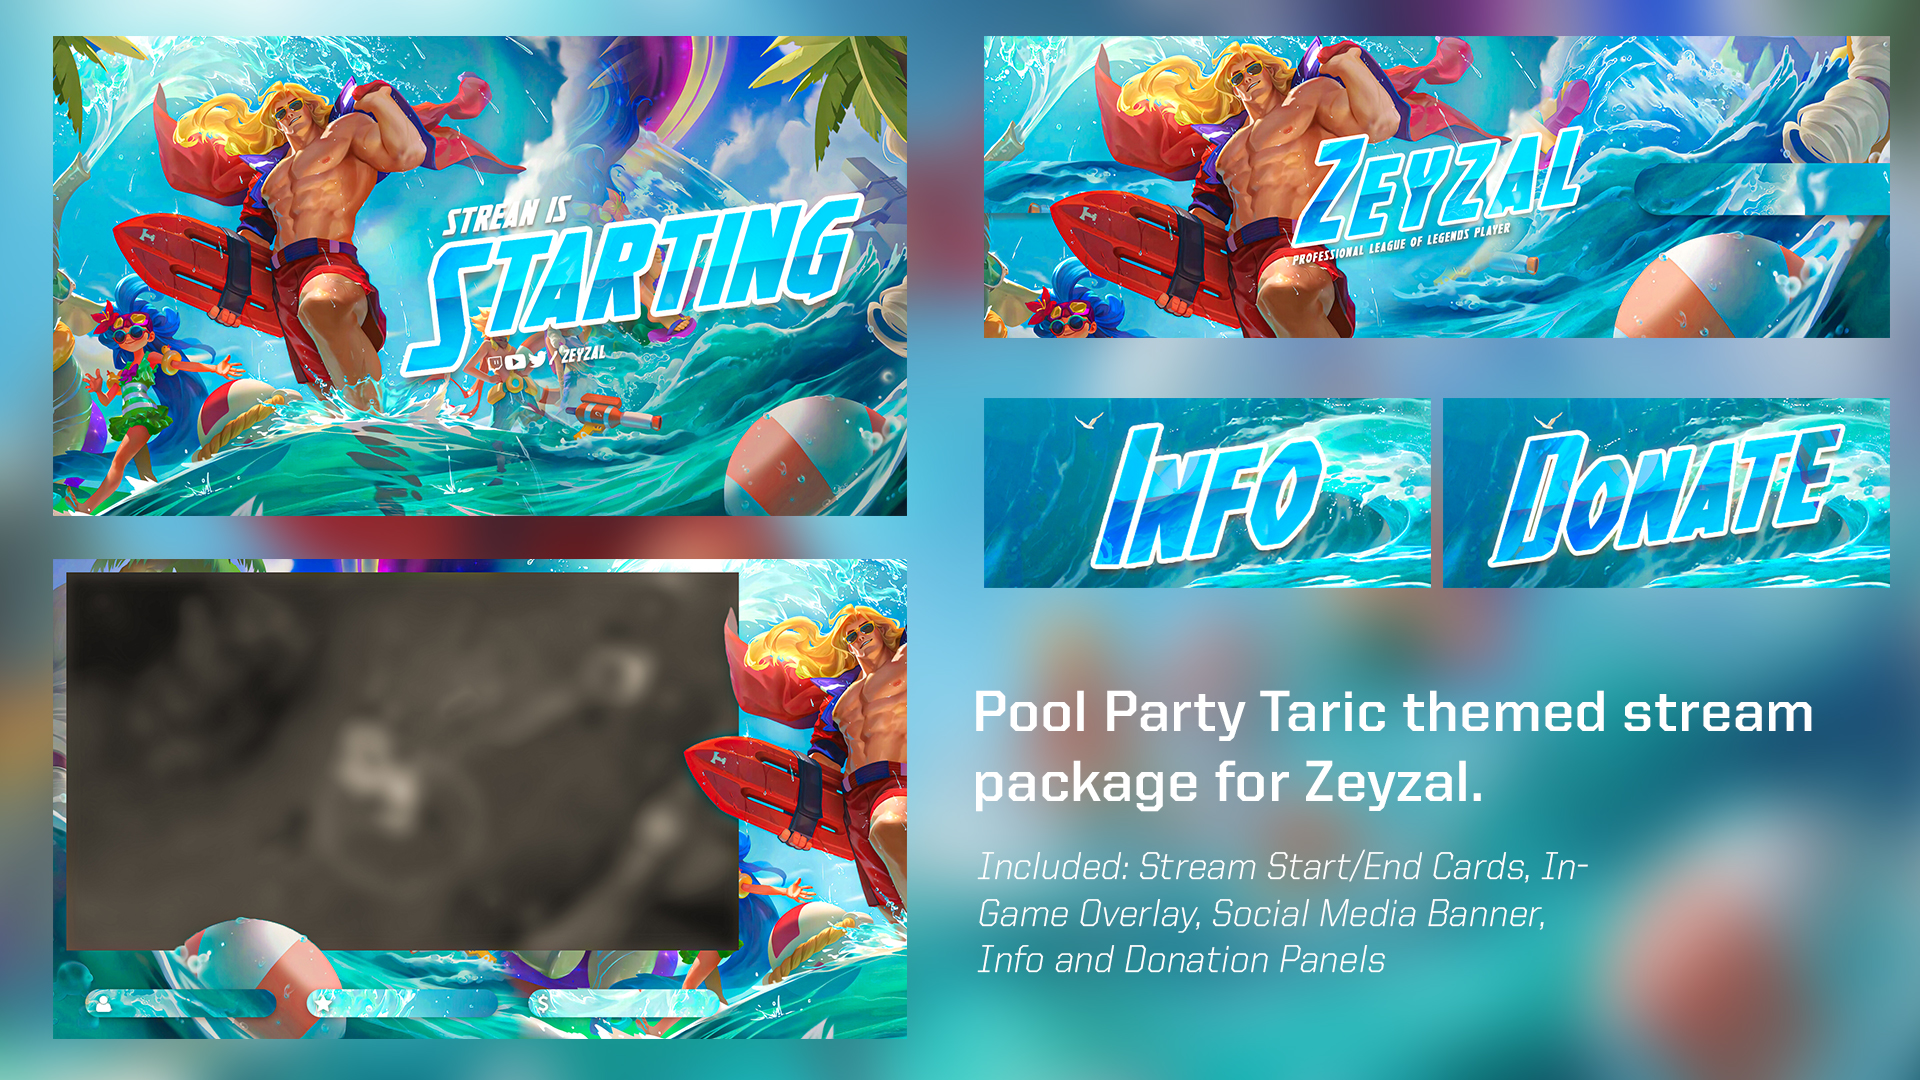 STREAN IS
STARTING
/ ZEYZAL
ZEYZAL
PROFESSIONAL LEAGUE OF LEGENDS PLAYER
INFO
DONATE
Pool Party Taric themed stream
package for Zeyzal.
Included: Stream Start/End Cards, In-
Game Overlay, Social Media Banner,
Info and Donation Panels
$